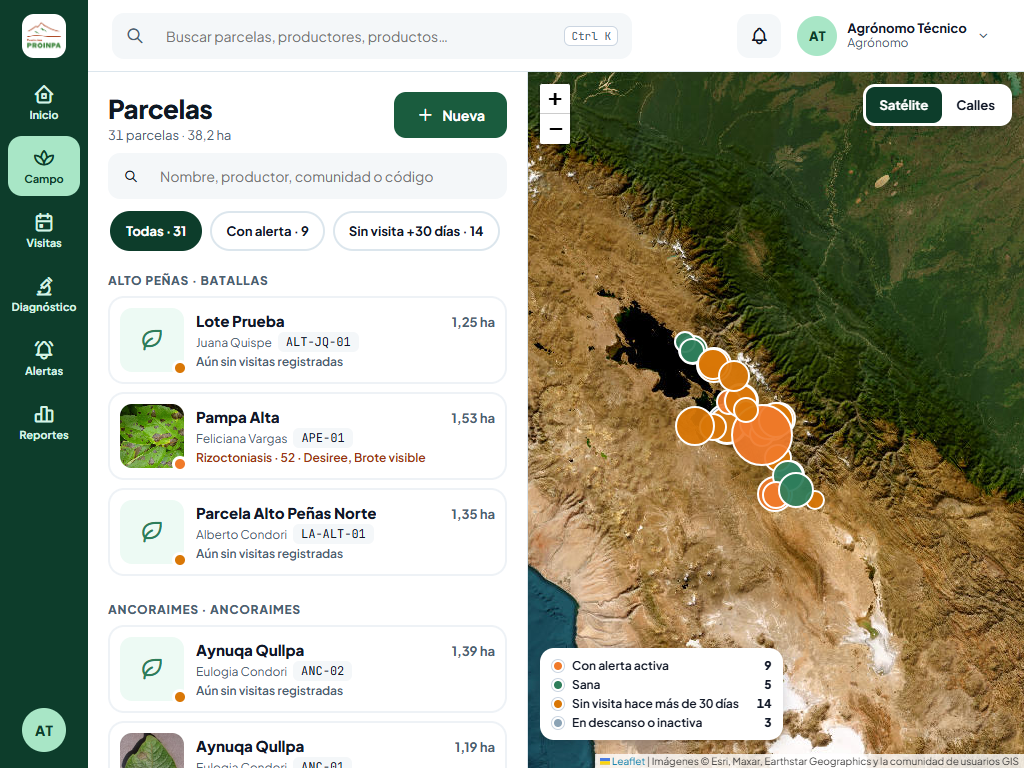 PROINPA
Buscar parcelas, productores, productos...
Ctrl K
AT
Agrónomo Técnico
Agrónomo
Inicio
Campo
Visitas
Diagnóstico
Alertas
Reportes
AT
Parcelas
31 parcelas · 38,2 ha
+ Nueva
Nombre, productor, comunidad o código
Todas · 31
Con alerta · 9
Sin visita +30 días · 14
ALTO PEÑAS · BATALLAS
Lote Prueba
1,25 ha
Juana Quispe ALT-JQ-01
Aún sin visitas registradas
Pampa Alta
1,53 ha
Feliciana Vargas APE-01
Rizoctoniasis · 52 · Desiree, Brote visible
Parcela Alto Peñas Norte
1,35 ha
Alberto Condori LA-ALT-01
Aún sin visitas registradas
ANCORAIMES · ANCORAIMES
Aynuqa Qullpa
1,39 ha
Eulogia Condori ANC-02
Aún sin visitas registradas
Aynuqa Qullpa
1,19 ha
Eulogia Condori ANC-01
+
−
Satélite
Calles
Con alerta activa 9
Sana 5
Sin visita hace más de 30 días 14
En descanso o inactiva 3
Leaflet | Imágenes © Esri, Maxar, Earthstar Geographics y la comunidad de usuarios GIS